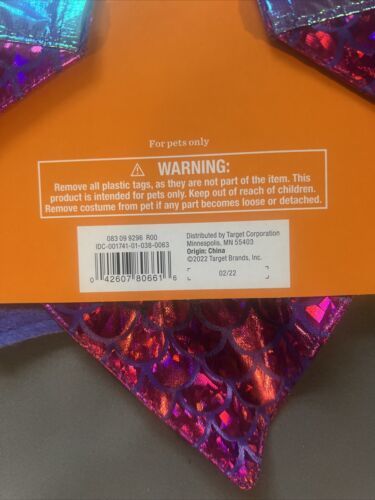 For pets only
WARNING:
Remove all plastic tags, as they are not part of the item. This
product is intended for pets only. Keep out of reach of children.
Remove costume from pet if any part becomes loose or detached.
083 09 9296 R00
IDC-001741-01-038-0063
0 42607 80661 6
Distributed by Target Corporation
Minneapolis, MN 55403
Origin: China
©2022 Target Brands, Inc.
02/22